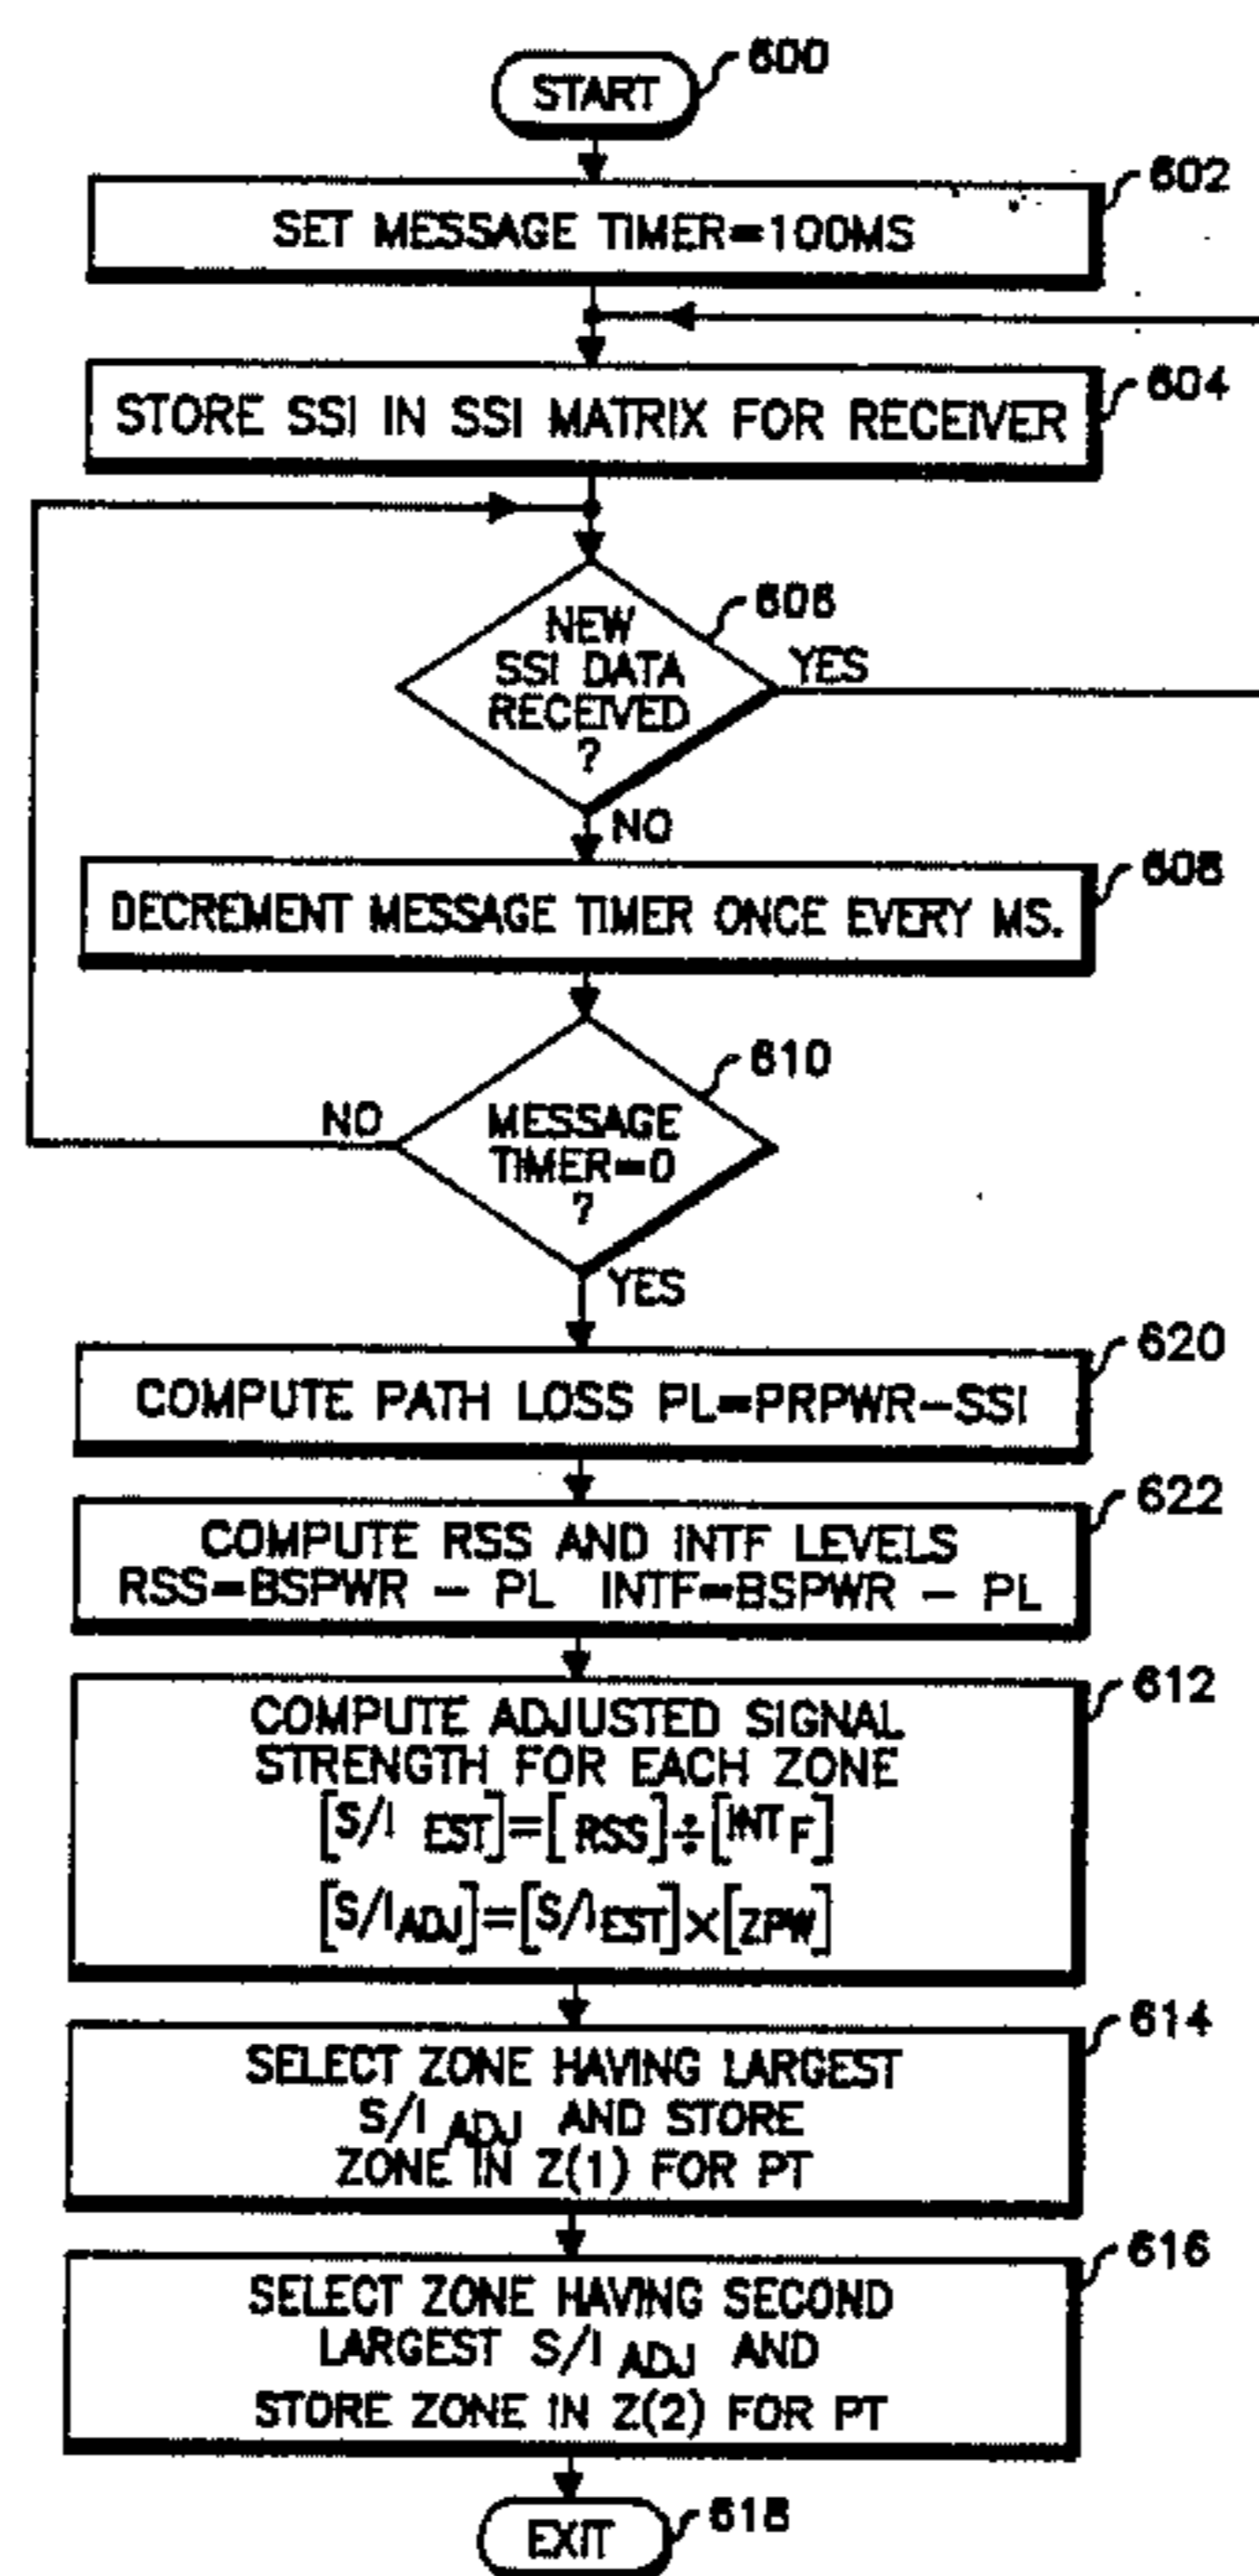 START
600
602
SET MESSAGE TIMER=100MS
604
STORE SSI IN SSI MATRIX FOR RECEIVER
606
NEW
SSI DATA
RECEIVED
?
YES
NO
608
DECREMENT MESSAGE TIMER ONCE EVERY MS.
610
NO
MESSAGE
TIMER=0
?
YES
620
COMPUTE PATH LOSS PL=PRPWR-SSI
622
COMPUTE RSS AND INTF LEVELS
RSS=BSPWR - PL INTF=BSPWR - PL
612
COMPUTE ADJUSTED SIGNAL
STRENGTH FOR EACH ZONE
[S/I EST]=[RSS]÷[INTF]
[S/I ADJ]=[S/I EST]×[ZPW]
614
SELECT ZONE HAVING LARGEST
S/I ADJ AND STORE
ZONE IN Z(1) FOR PT
616
SELECT ZONE HAVING SECOND
LARGEST S/I ADJ AND
STORE ZONE IN Z(2) FOR PT
EXIT
618